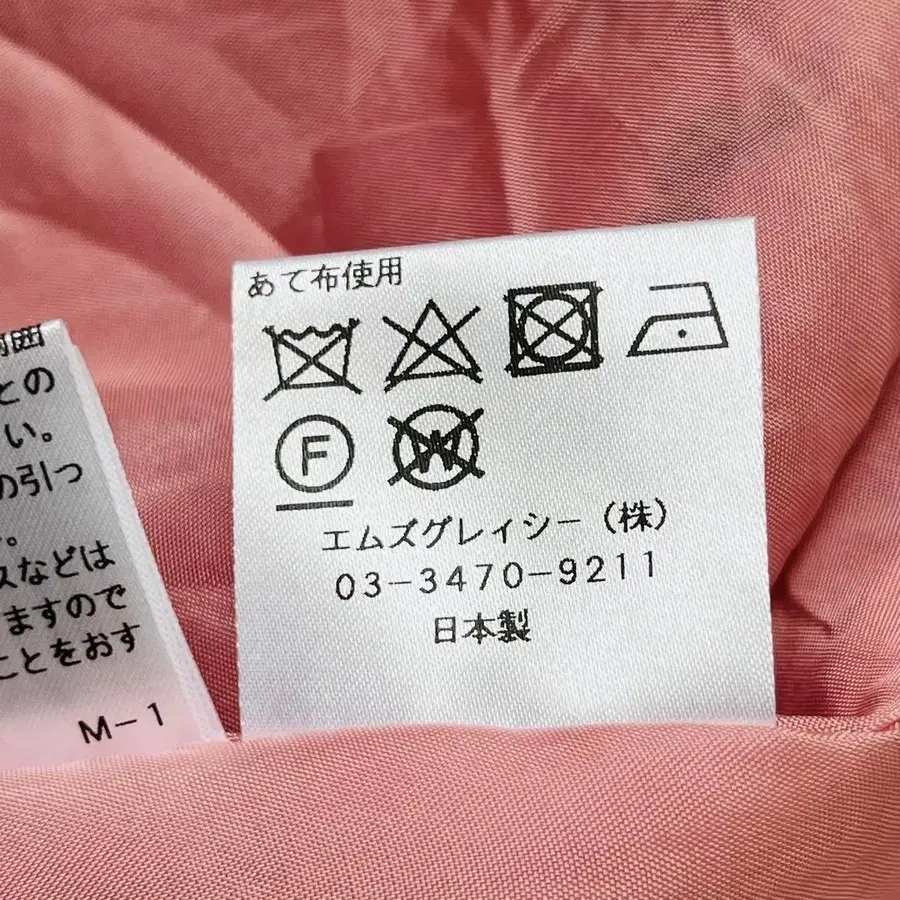 囲
との
い。
の引つ
。
スなどは
ますので
ことをおす
M-1
あて布使用
F
W
エムズグレイシー（株）
03-3470-9211
日本製